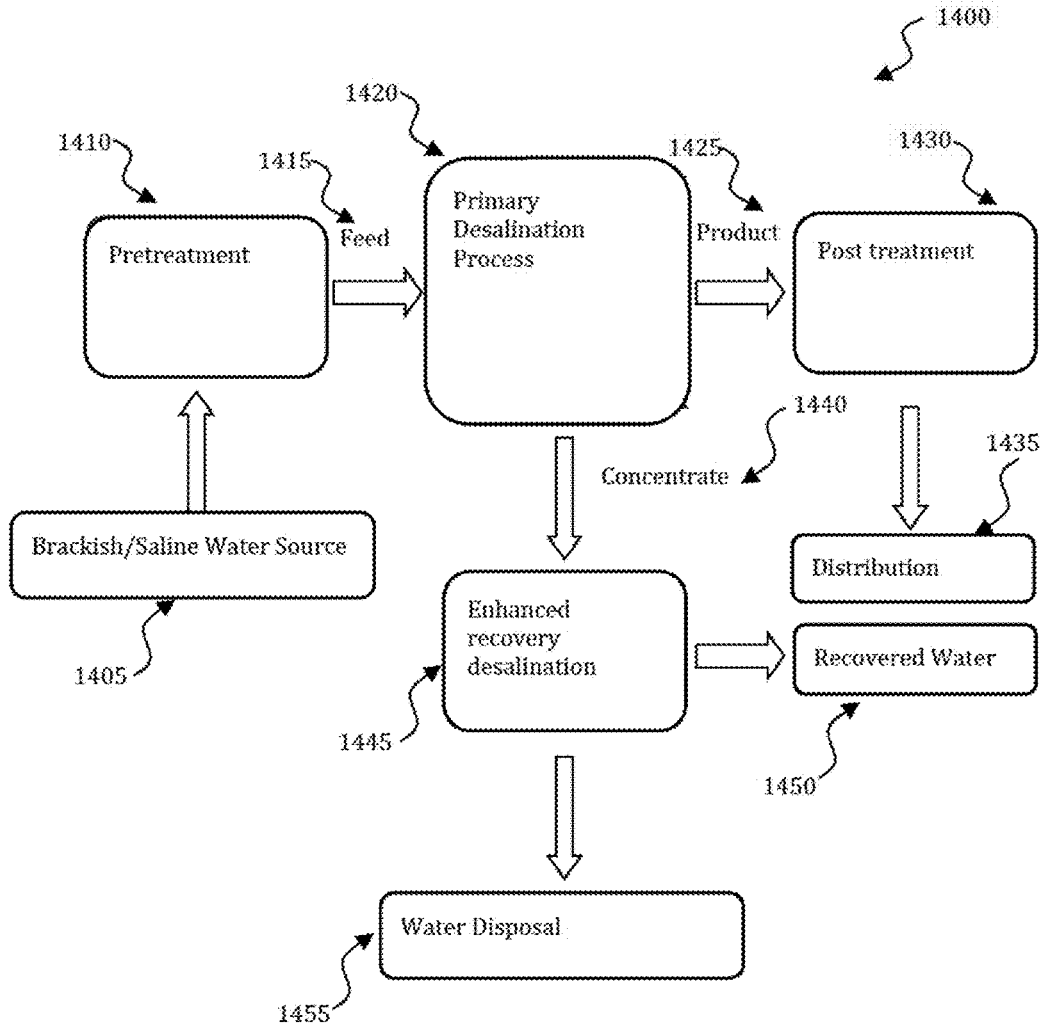 1400
1420
1410
1415
1425
1430
Feed
Product
Pretreatment
Primary
Desalination
Process
Post treatment
1440
Concentrate
1435
Brackish/Saline Water Source
Distribution
1405
Enhanced
recovery
desalination
Recovered Water
1445
1450
Water Disposal
1455